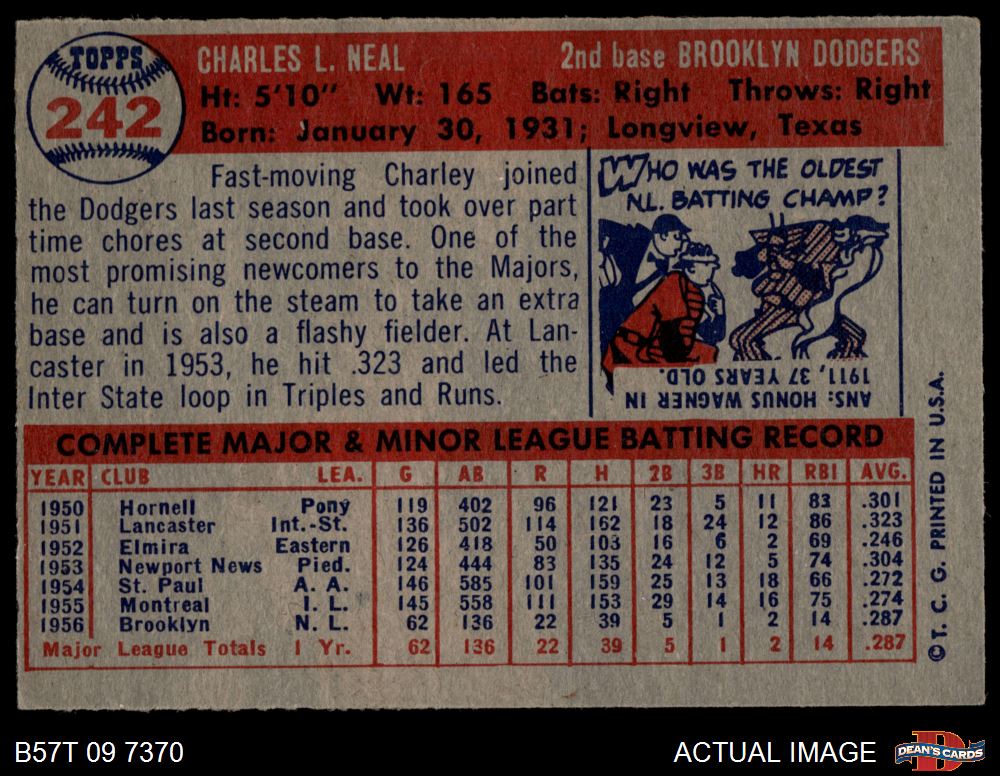 TOPPS
242
CHARLES L. NEAL 2nd base BROOKLYN DODGERS
Ht: 5'10" Wt: 165 Bats: Right Throws: Right
Born: January 30, 1931; Longview, Texas
Fast-moving Charley joined
the Dodgers last season and took over part
time chores at second base. One of the
most promising newcomers to the Majors,
he can turn on the steam to take an extra
base and is also a flashy fielder. At Lan-
caster in 1953, he hit .323 and led the
Inter State loop in Triples and Runs.
WHO WAS THE OLDEST
N.L. BATTING CHAMP?
ANS: HONUS WAGNER IN
1911, 37 YEARS OLD.
COMPLETE MAJOR & MINOR LEAGUE BATTING RECORD
YEAR CLUB LEA. G AB R H 2B 3B HR RBI AVG.
1950 Hornell Pony 119 402 96 121 23 5 11 83 .301
1951 Lancaster Int.-St. 136 502 114 162 18 24 12 86 .323
1952 Elmira Eastern 126 418 50 103 16 6 2 69 .246
1953 Newport News Pied. 124 444 83 135 24 12 5 74 .304
1954 St. Paul A. A. 146 585 101 159 25 13 18 66 .272
1955 Montreal I. L. 145 558 111 153 29 14 16 75 .274
1956 Brooklyn N. L. 62 136 22 39 5 1 2 14 .287
Major League Totals 1 Yr. 62 136 22 39 5 1 2 14 .287
© T. C. G. PRINTED IN U.S.A.
B57T 09 7370 ACTUAL IMAGE DEAN'S CARDS